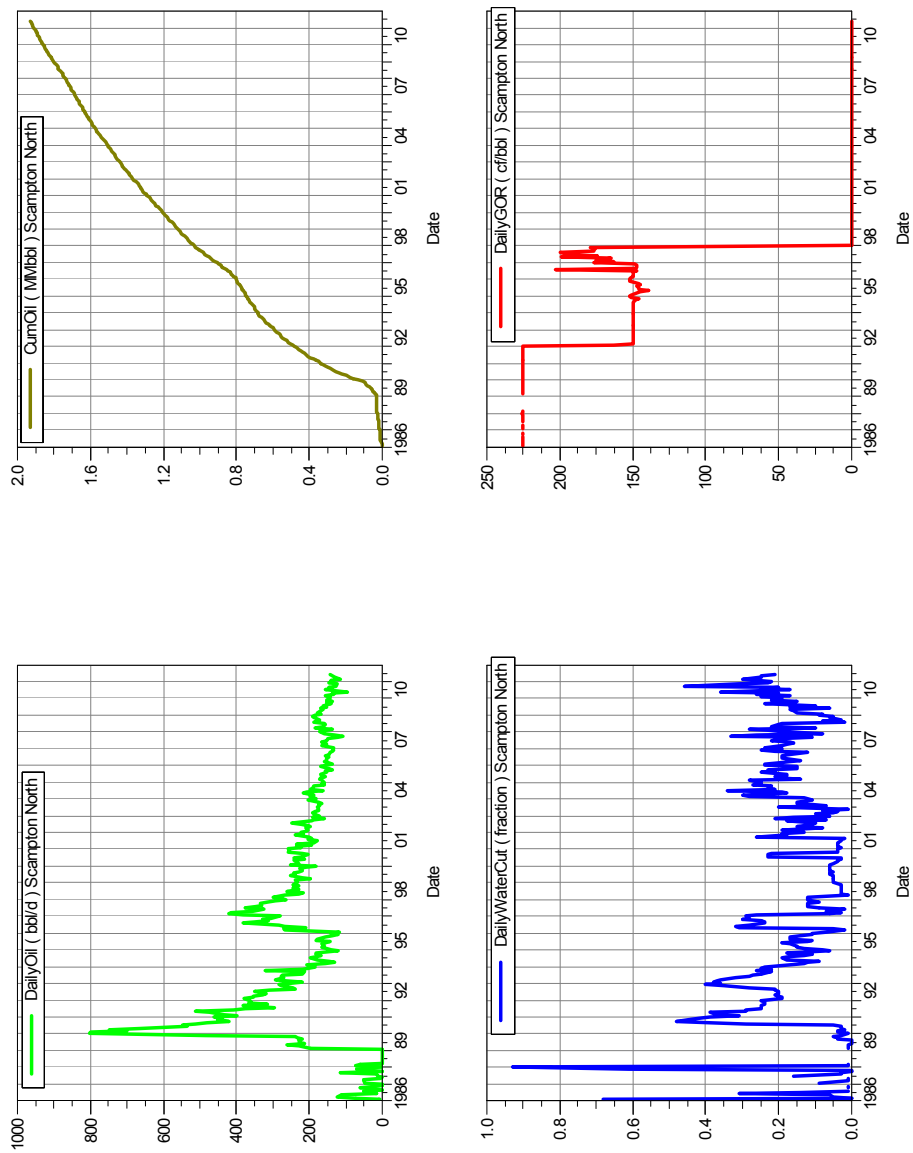 DailyOil ( bbl/d ) Scampton North
1000
800
600
400
200
0
1986 89 92 95 98 01 04 07 10
Date
CumOil ( MMbbl ) Scampton North
2.0
1.6
1.2
0.8
0.4
0.0
1986 89 92 95 98 01 04 07 10
Date
DailyWaterCut ( fraction ) Scampton North
1.0
0.8
0.6
0.4
0.2
0.0
1986 89 92 95 98 01 04 07 10
Date
DailyGOR ( cf/bbl ) Scampton North
250
200
150
100
50
0
1986 89 92 95 98 01 04 07 10
Date